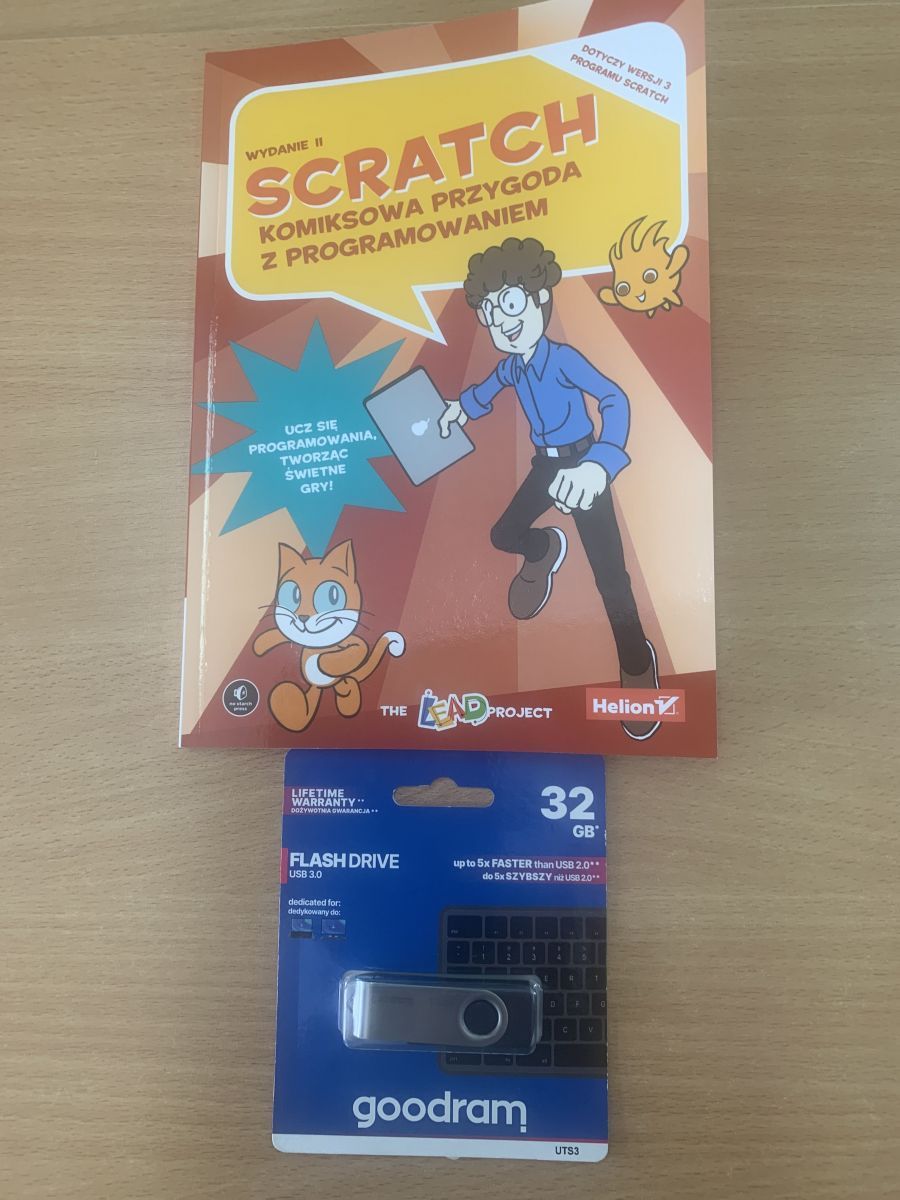 DOTYCZY WERSJI 3
PROGRAMU SCRATCH
WYDANIE II
SCRATCH
KOMIKSOWA PRZYGODA
Z PROGRAMOWANIEM
UCZ SIĘ
PROGRAMOWANIA,
TWORZĄC
ŚWIETNE
GRY!
no starch
press
THE LEAD PROJECT
Helion
LIFETIME
WARRANTY**
DOŻYWOTNIA GWARANCJA**
32
GB*
FLASH DRIVE
USB 3.0
up to 5x FASTER than USB 2.0**
do 5x SZYBSZY niż USB 2.0**
dedicated for:
dedykowany do:
goodram
UTS3